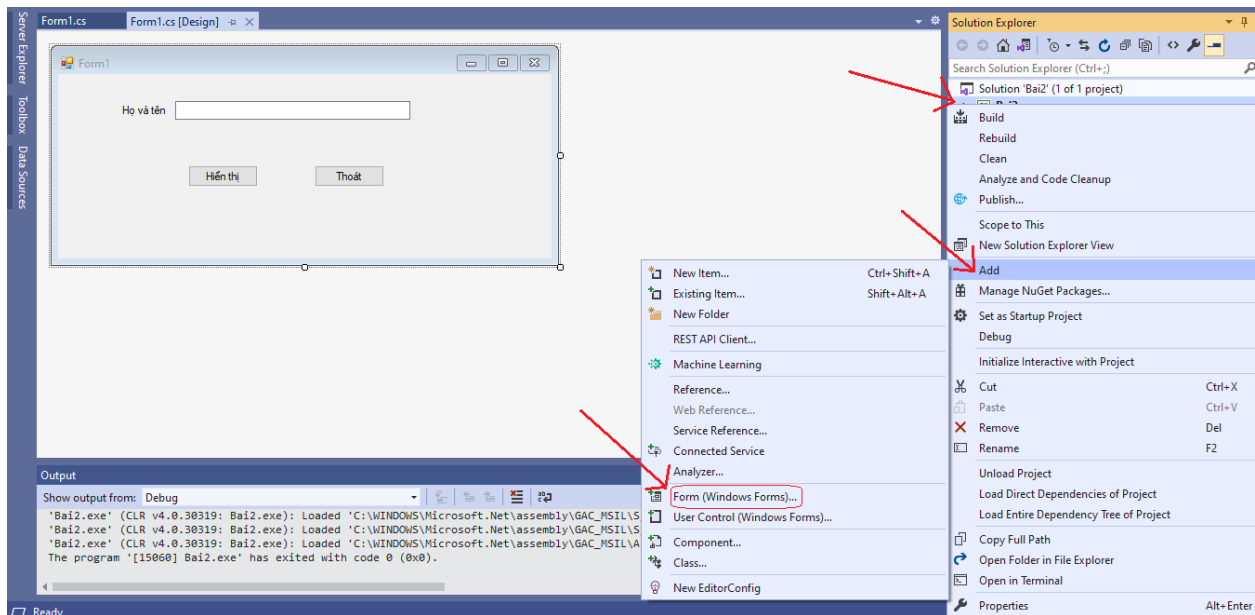 Server Explorer
Toolbox
Data Sources
Form1.cs
Form1.cs [Design]
Form1
Họ và tên
Hiển thị
Thoát
Solution Explorer
Search Solution Explorer (Ctrl+;)
Solution 'Bai2' (1 of 1 project)
Build
Rebuild
Clean
Analyze and Code Cleanup
Publish...
Scope to This
New Solution Explorer View
Add
Manage NuGet Packages...
Set as Startup Project
Debug
Initialize Interactive with Project
Cut Ctrl+X
Paste Ctrl+V
Remove Del
Rename F2
Unload Project
Load Direct Dependencies of Project
Load Entire Dependency Tree of Project
Copy Full Path
Open Folder in File Explorer
Open in Terminal
Properties Alt+Enter
New Item... Ctrl+Shift+A
Existing Item... Shift+Alt+A
New Folder
REST API Client...
Machine Learning
Reference...
Web Reference...
Service Reference...
Connected Service
Analyzer...
Form (Windows Forms)...
User Control (Windows Forms)...
Component...
Class...
New EditorConfig
Output
Show output from: Debug
'Bai2.exe' (CLR v4.0.30319: Bai2.exe): Loaded 'C:\WINDOWS\Microsoft.Net\assembly\GAC_MSIL\S
'Bai2.exe' (CLR v4.0.30319: Bai2.exe): Loaded 'C:\WINDOWS\Microsoft.Net\assembly\GAC_MSIL\S
'Bai2.exe' (CLR v4.0.30319: Bai2.exe): Loaded 'C:\WINDOWS\Microsoft.Net\assembly\GAC_MSIL\A
The program '[15060] Bai2.exe' has exited with code 0 (0x0).
Ready